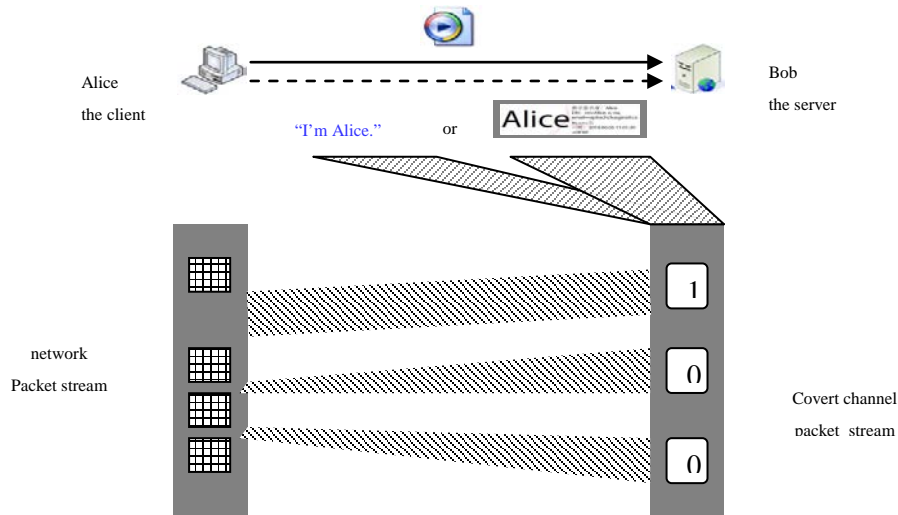 Alice
the client
Bob
the server
“I’m Alice.”
or
Alice
1
0
0
network
Packet stream
Covert channel
packet stream